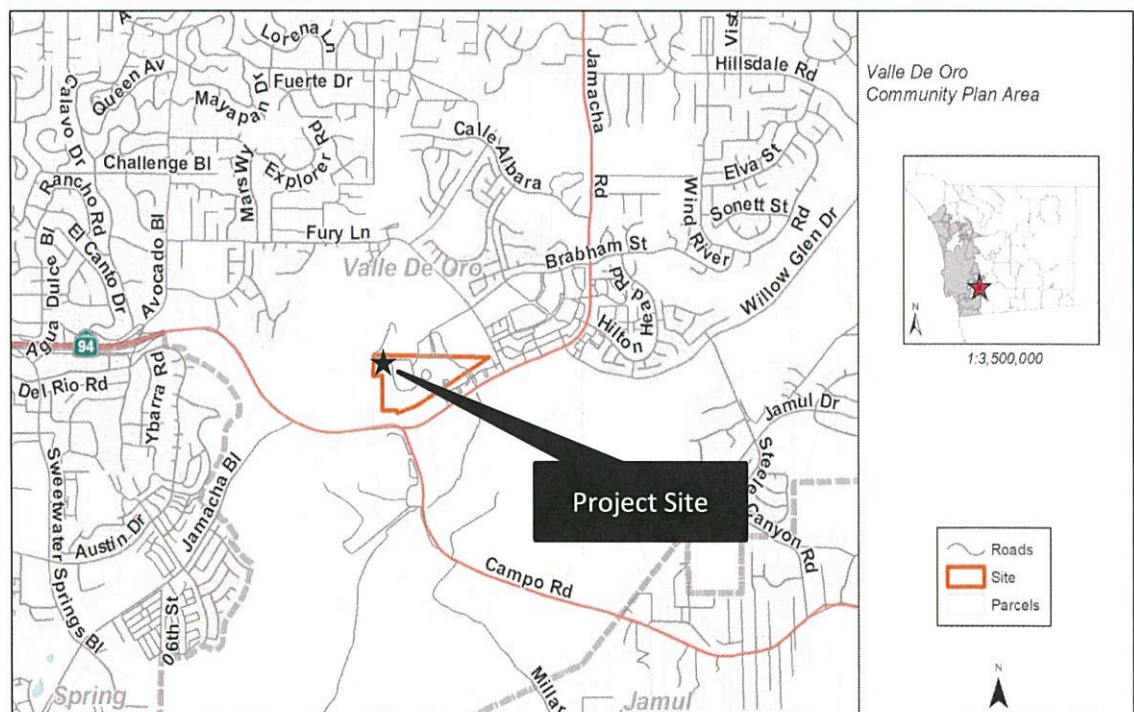 Lorena Ln
Queen Av
Mayapan Dr
Fuerte Dr
Calavo Dr
Challenge Bl
Mars Wy
Explorer Rd
Rancho Rd
El Canto Dr
Avocado Bl
Fury Ln
Agua Dulce Bl
94
Del Rio Rd
Ybarra Rd
Austin Dr
Jamacha Bl
Sweetwater Springs Bl
6th St
Spring
Valle De Oro
Calle Albara
Jamacha Rd
Hillsdale Rd
Elva St
Sonett St
Wind River Rd
Brabham St
Hilton Head Rd
Willow Glen Dr
Project Site
Jamul Dr
Steele Canyon Rd
Campo Rd
Millar
Jamul
Valle De Oro
Community Plan Area
N
1:3,500,000
Roads
Site
Parcels
N